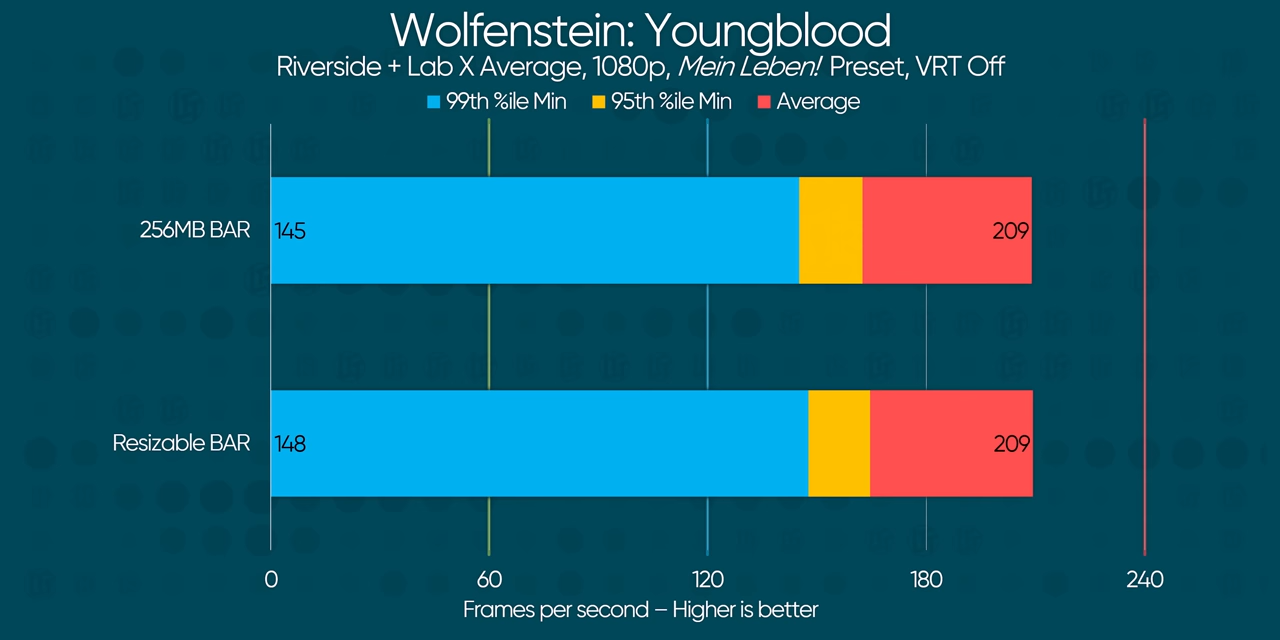 Wolfenstein: Youngblood
Riverside + Lab X Average, 1080p, Mein Leben! Preset, VRT Off
99th %ile Min 95th %ile Min Average
256MB BAR 145 209
Resizable BAR 148 209
0 60 120 180 240
Frames per second – Higher is better